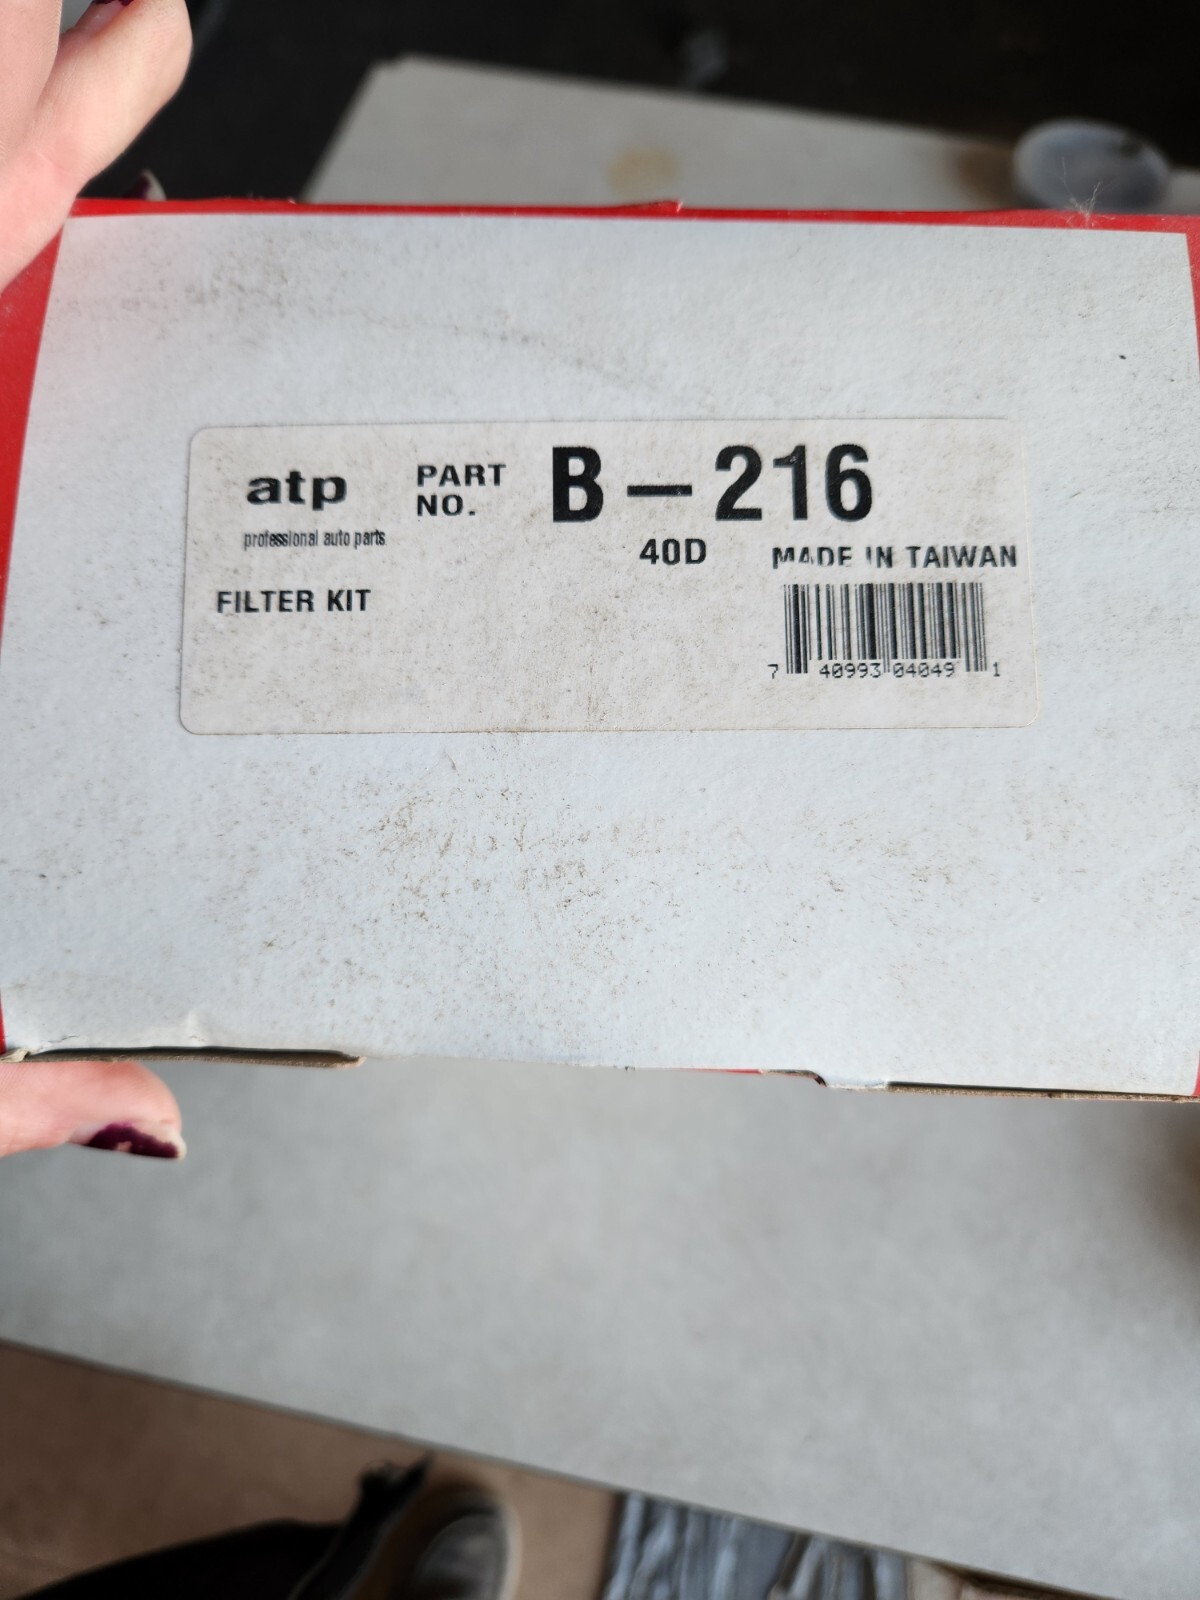 atp
professional auto parts
PART
NO.
B-216
40D
MADE IN TAIWAN
FILTER KIT
7 40993 04049 1